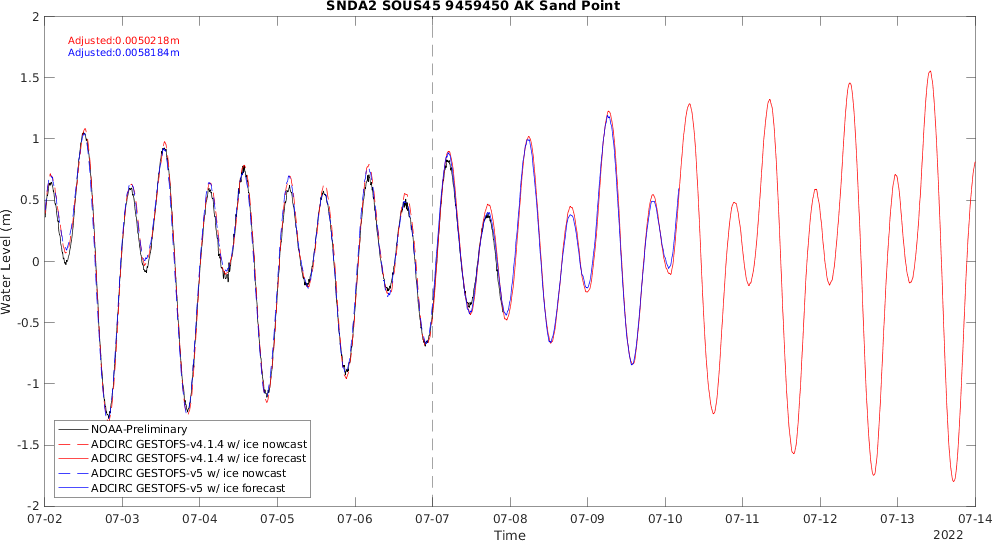 SNDA2 SOUS45 9459450 AK Sand Point
Adjusted:0.0050218m
Adjusted:0.0058184m
Water Level (m)
2
1.5
1
0.5
0
-0.5
-1
-1.5
-2
NOAA-Preliminary
ADCIRC GESTOFS-v4.1.4 w/ ice nowcast
ADCIRC GESTOFS-v4.1.4 w/ ice forecast
ADCIRC GESTOFS-v5 w/ ice nowcast
ADCIRC GESTOFS-v5 w/ ice forecast
07-02 07-03 07-04 07-05 07-06 07-07 07-08 07-09 07-10 07-11 07-12 07-13 07-14
Time
2022